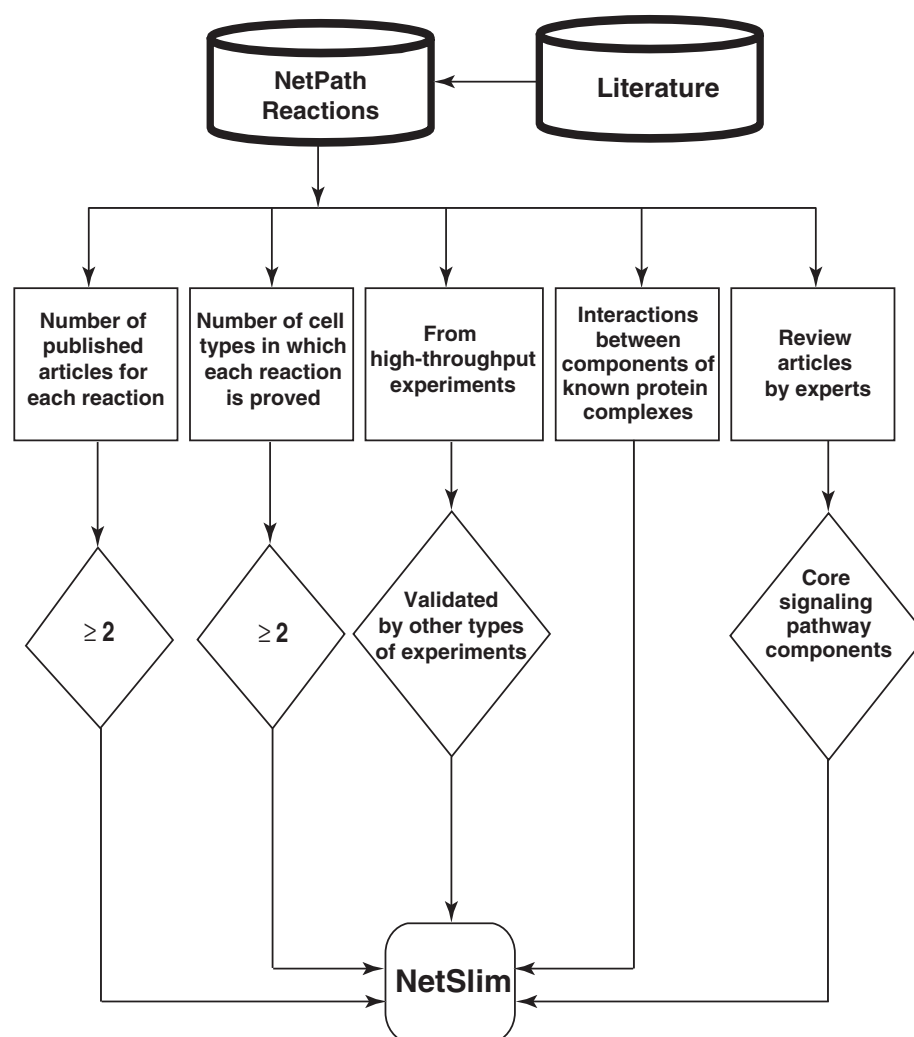 NetPath
Reactions
Literature
Number of
published
articles for
each reaction
Number of cell
types in which
each reaction
is proved
From
high-throughput
experiments
Interactions
between
components of
known protein
complexes
Review
articles
by experts
≥ 2
≥ 2
Validated
by other types
of experiments
Core
signaling
pathway
components
NetSlim